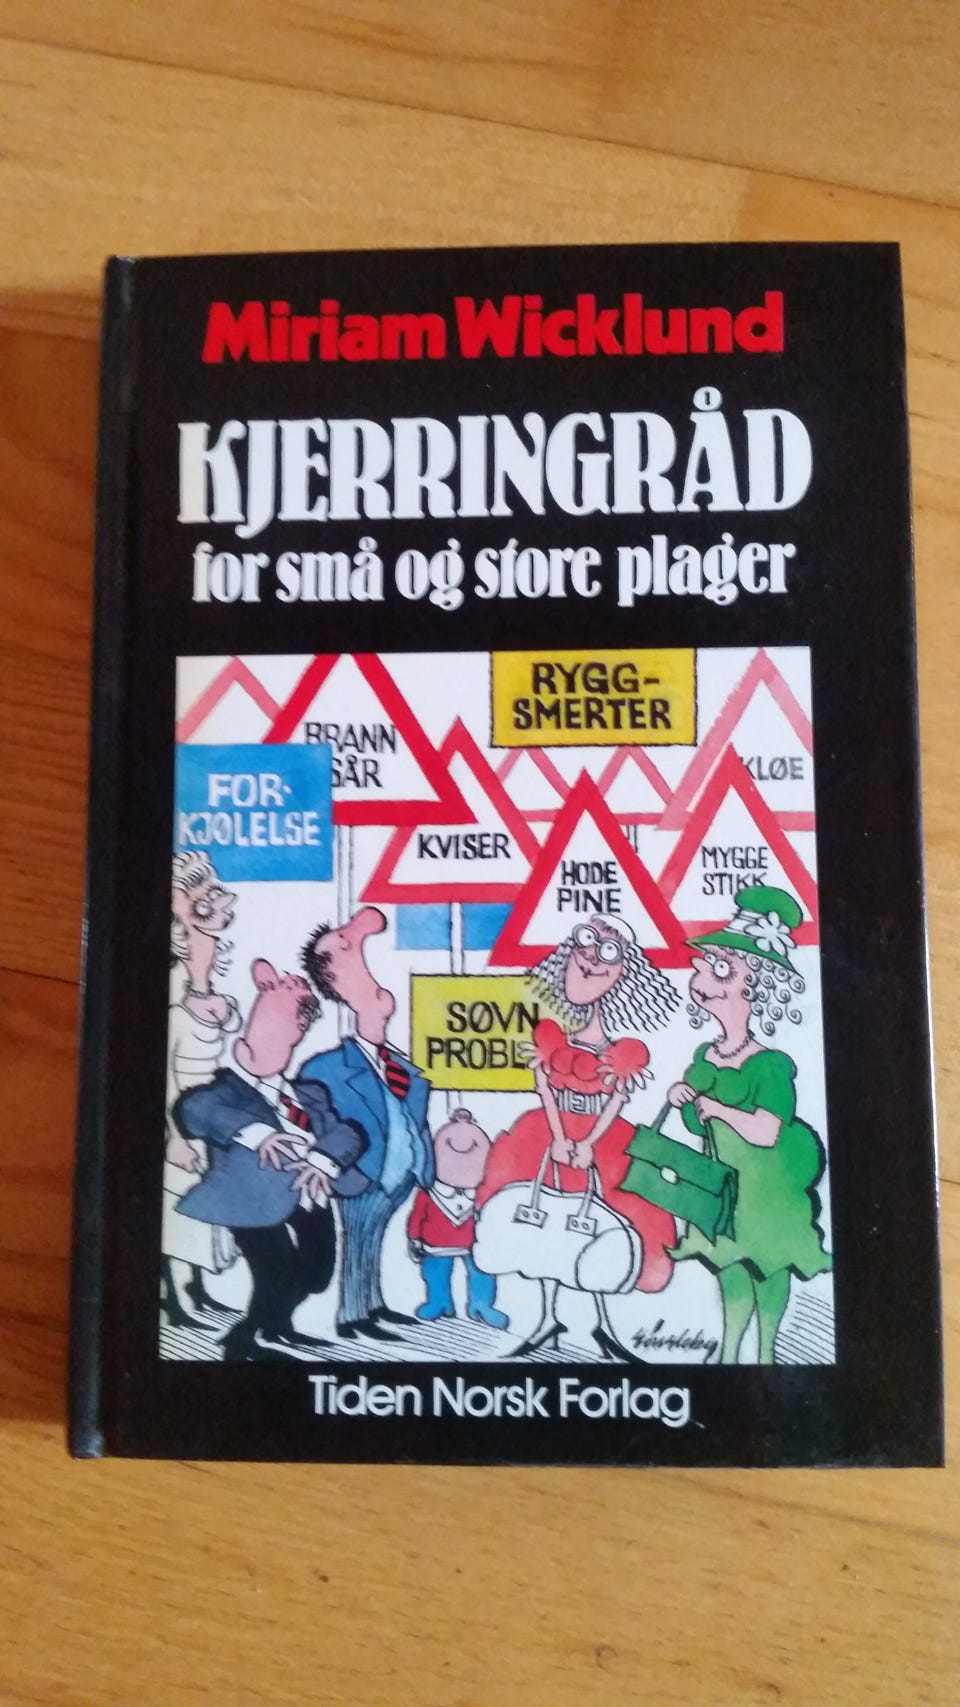 Miriam Wicklund
KJERRINGRÅD
for små og store plager
RYGG-
SMERTER
BRANN
SÅR
KLØE
FOR-
KJØLELSE
KVISER
HODE
PINE
MYGGE
STIKK
SØVN
PROBL
Tiden Norsk Forlag